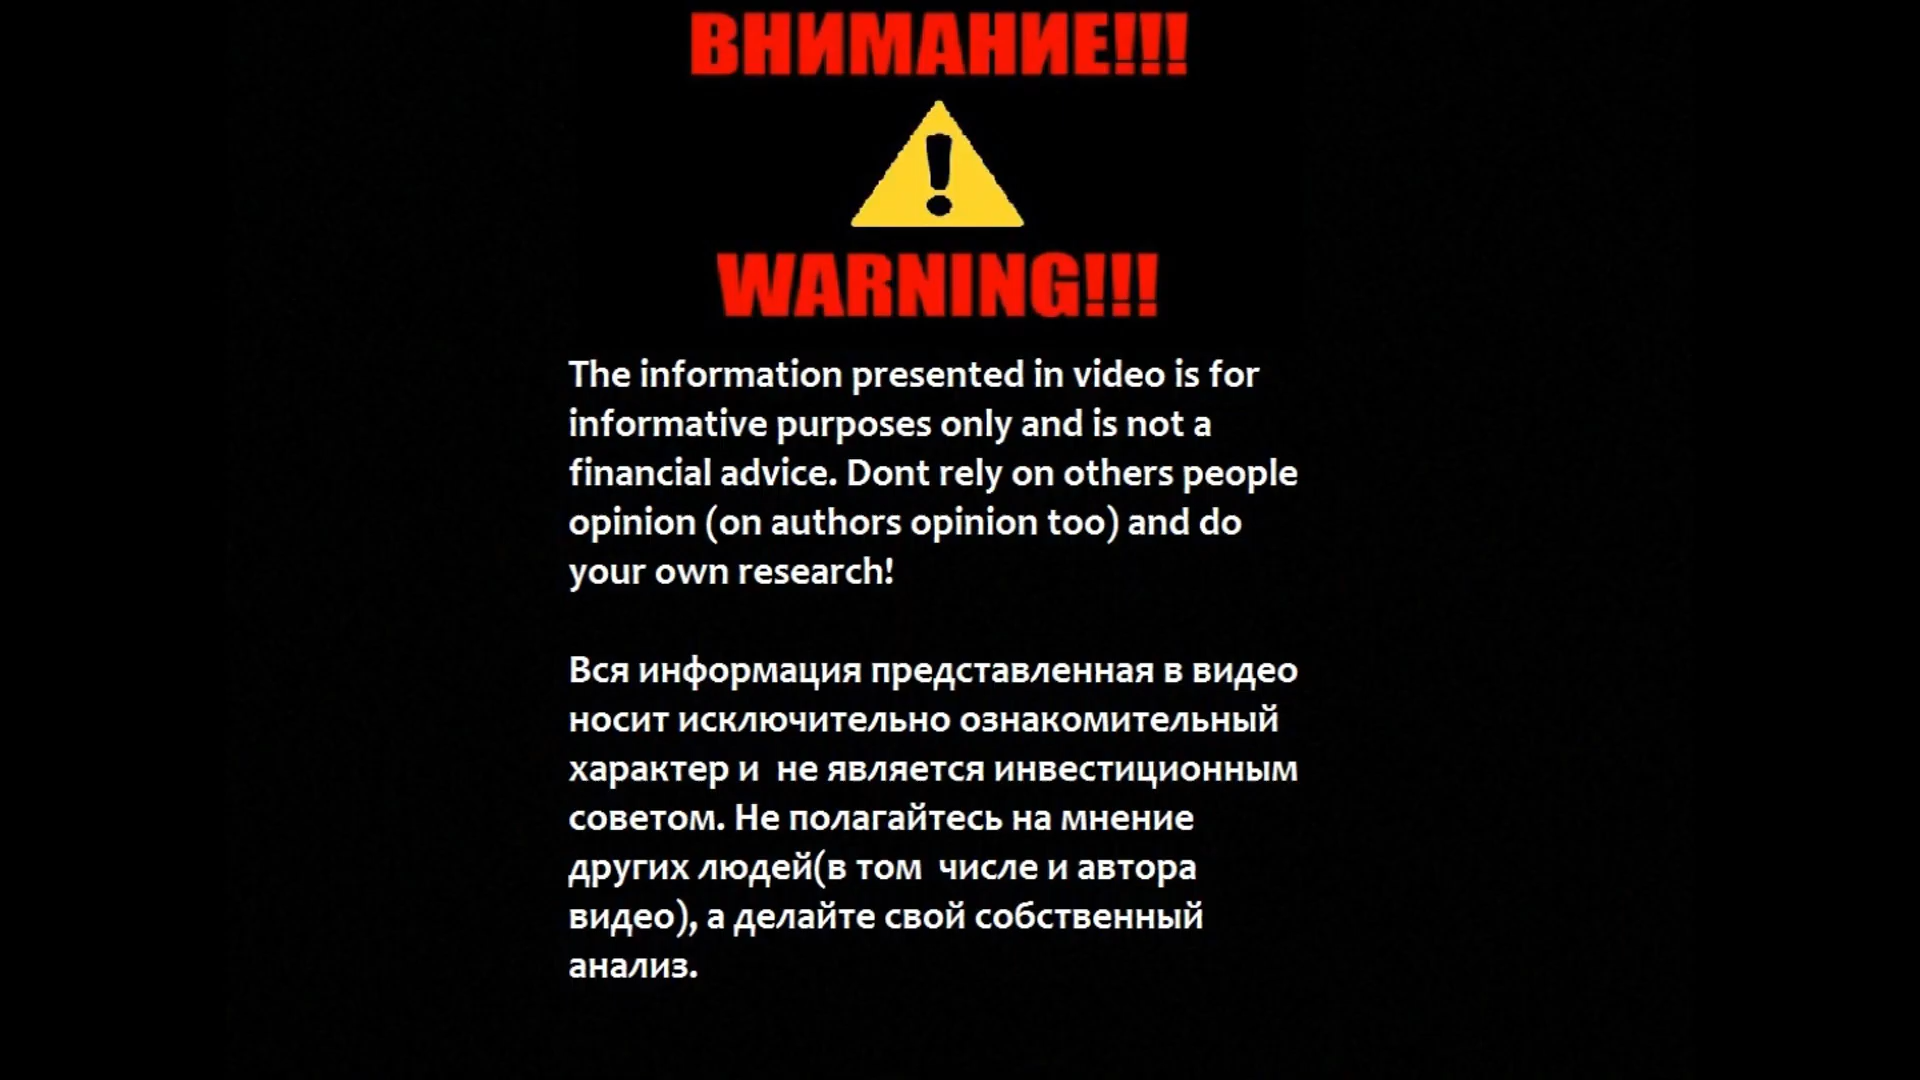 ВНИМАНИЕ!!!
WARNING!!!
The information presented in video is for
informative purposes only and is not a
financial advice. Dont rely on others people
opinion (on authors opinion too) and do
your own research!
Вся информация представленная в видео
носит исключительно ознакомительный
характер и  не является инвестиционным
советом. Не полагайтесь на мнение
других людей(в том  числе и автора
видео), а делайте свой собственный
анализ.